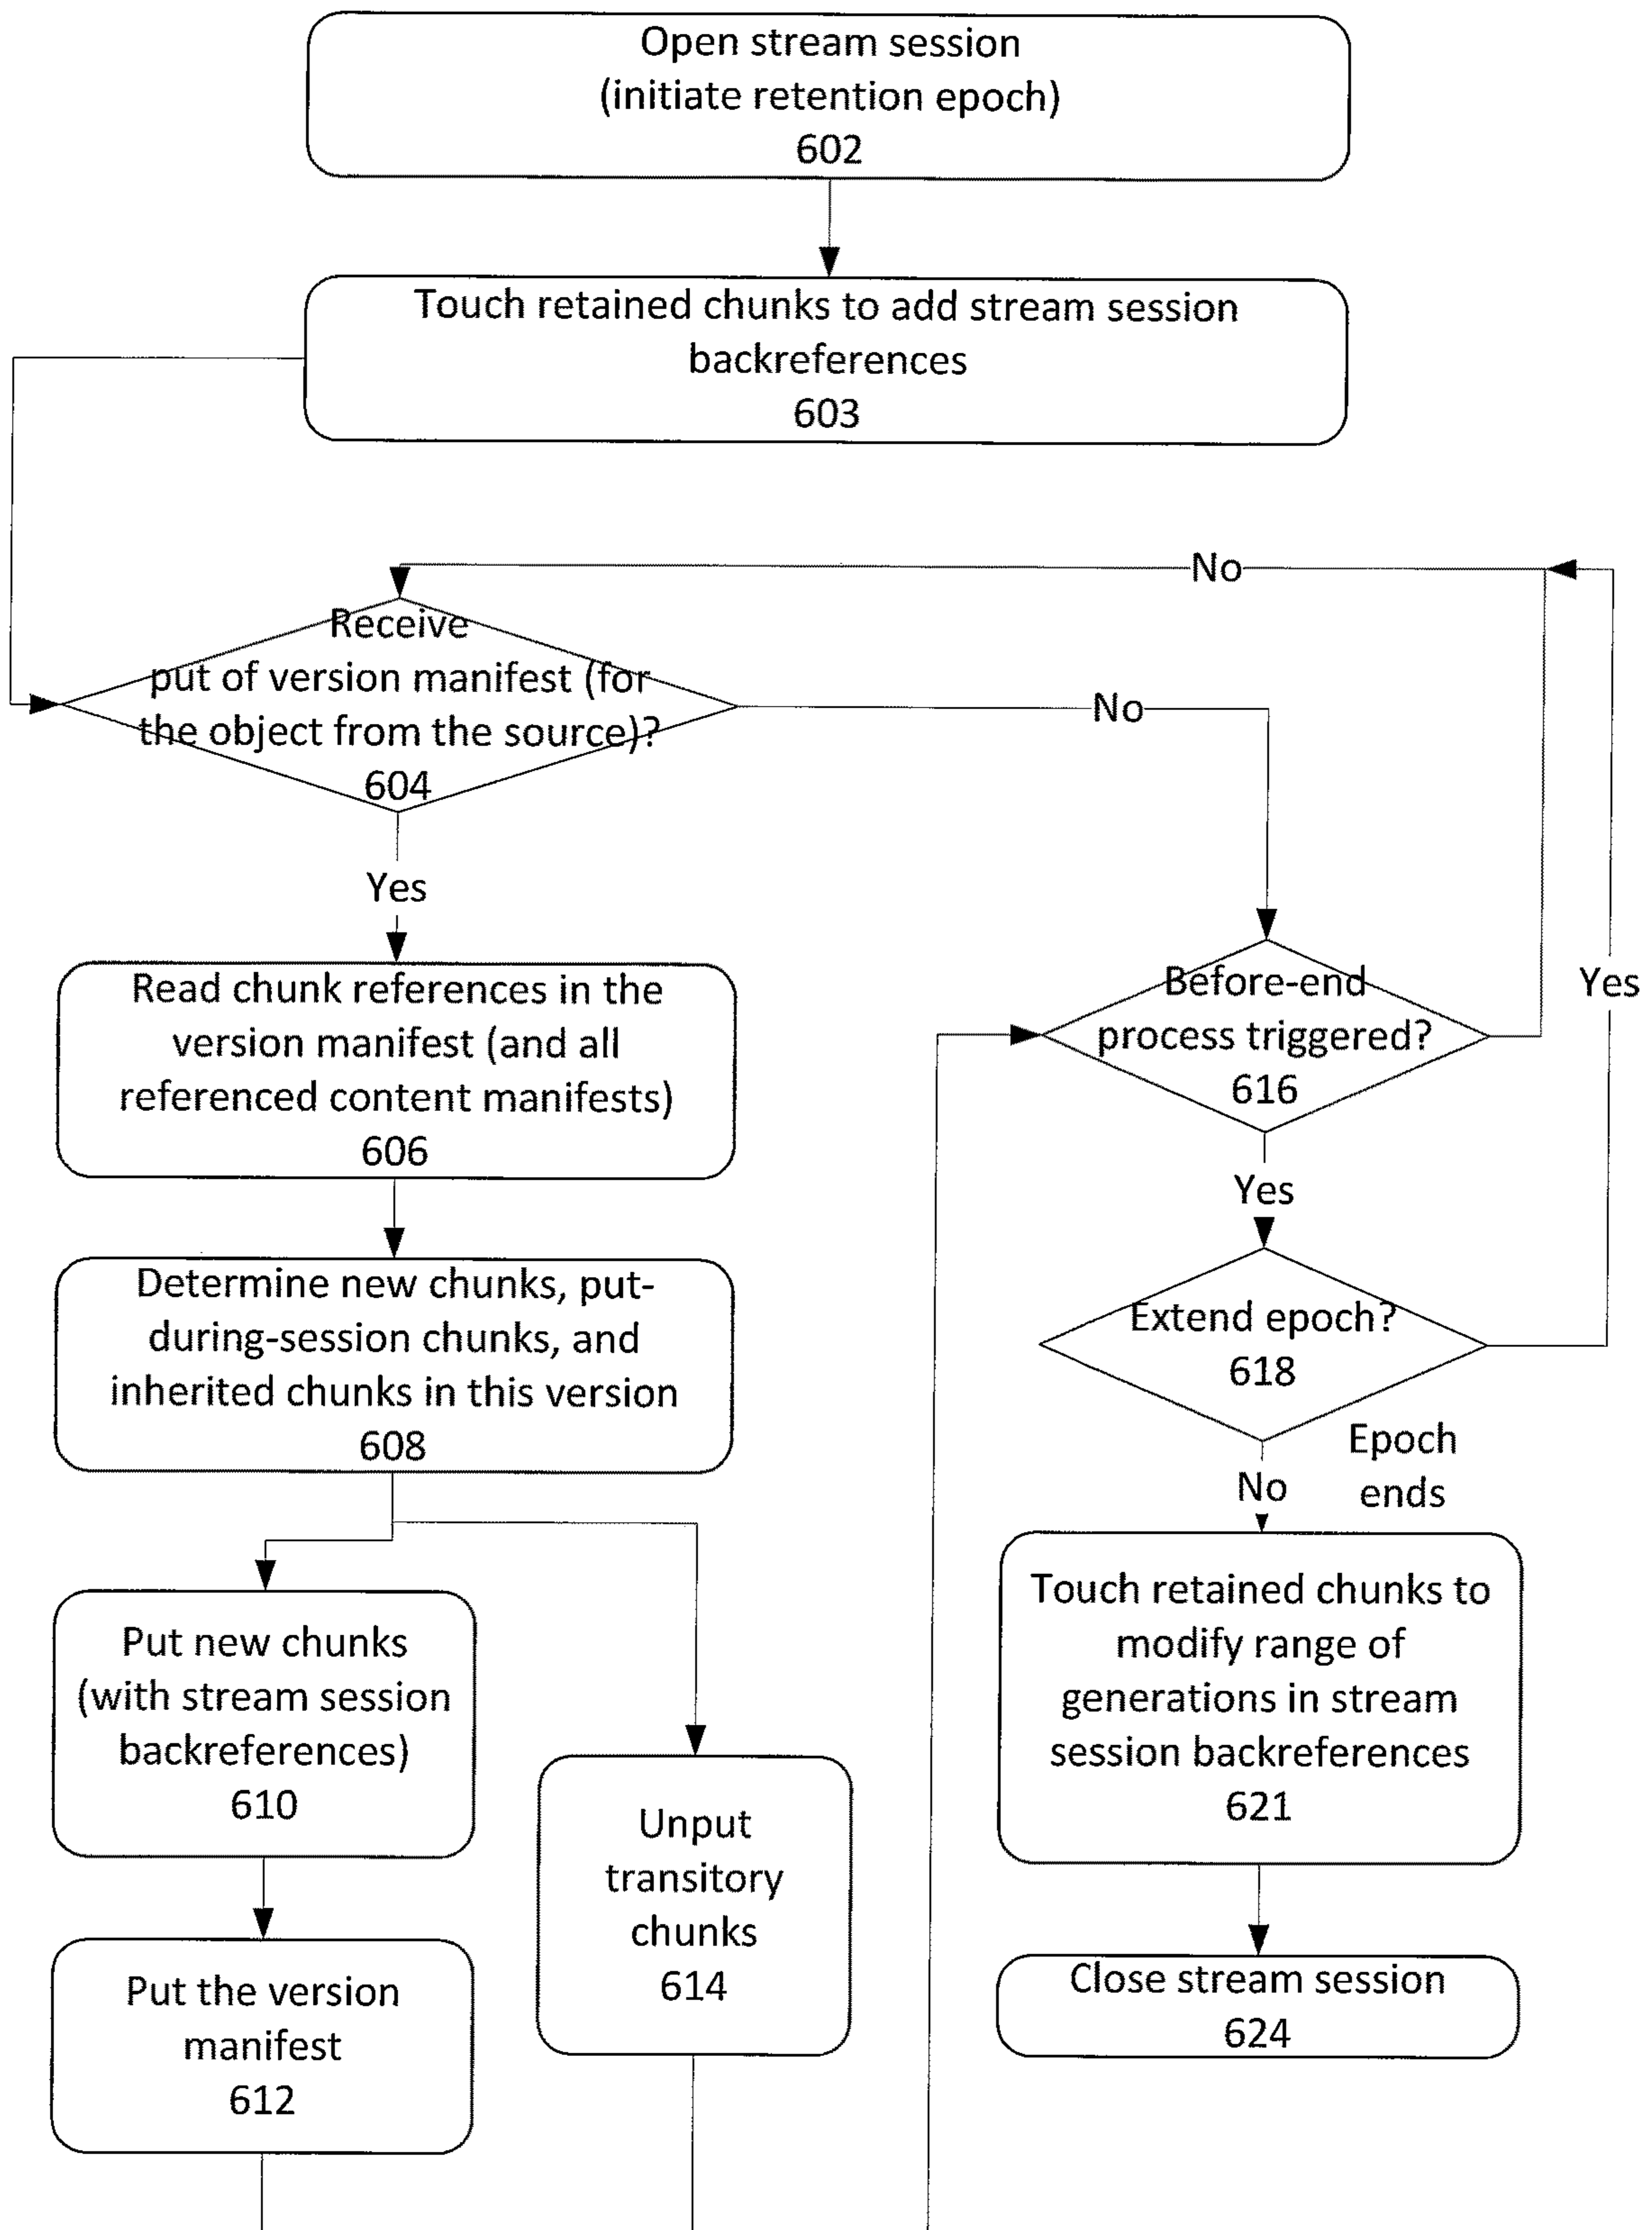 Open stream session
(initiate retention epoch)
602
Touch retained chunks to add stream session
backreferences
603
No
Receive
put of version manifest (for
the object from the source)?
604
No
Yes
Before-end
process triggered?
616
Yes
Read chunk references in the
version manifest (and all
referenced content manifests)
606
Yes
Determine new chunks, put-
during-session chunks, and
inherited chunks in this version
608
Extend epoch?
618
Epoch
ends
No
Put new chunks
(with stream session
backreferences)
610
Touch retained chunks to
modify range of
generations in stream
session backreferences
621
Unput
transitory
chunks
614
Put the version
manifest
612
Close stream session
624